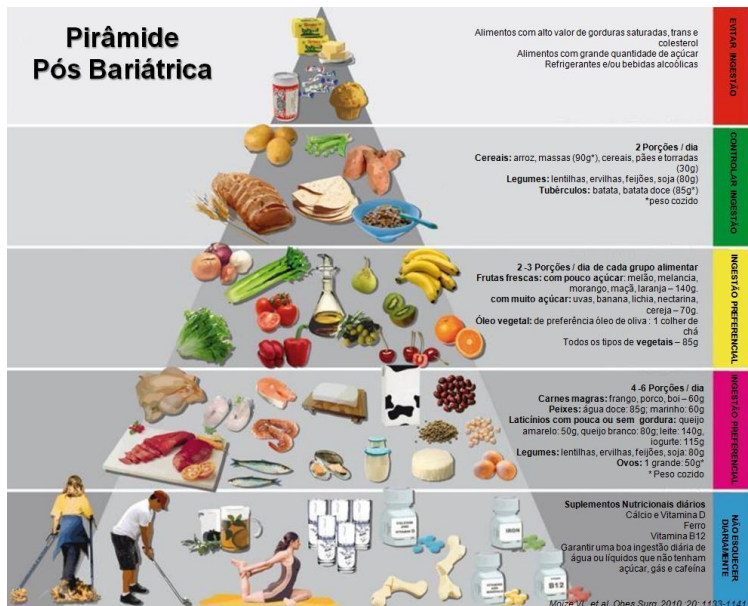 Pirâmide
Pós Bariátrica
Alimentos com alto valor de gorduras saturadas, trans e
colesterol
Alimentos com grande quantidade de açúcar
Refrigerantes e/ou bebidas alcoólicas
EVITAR INGESTÃO
2 Porções / dia
Cereais: arroz, massas (90g*), cereais, pães e torradas
(30g)
Legumes: lentilhas, ervilhas, feijões, soja (80g)
Tubérculos: batata, batata doce (85g*)
*peso cozido
CONTROLAR INGESTÃO
2 -3 Porções / dia de cada grupo alimentar
Frutas frescas: com pouco açúcar: melão, melancia,
morango, maçã, laranja – 140g.
com muito açúcar: uvas, banana, lichia, nectarina,
cereja – 70g.
Óleo vegetal: de preferência óleo de oliva : 1 colher de
chá
Todos os tipos de vegetais – 85g
INGESTÃO PREFERENCIAL
4 -6 Porções / dia
Carnes magras: frango, porco, boi – 60g
Peixes: água doce: 85g; marinho: 60g
Laticínios com pouca ou sem gordura: queijo
amarelo: 50g, queijo branco: 80g; leite: 140g,
iogurte: 115g
Legumes: lentilhas, ervilhas, feijões, soja: 80g
Ovos: 1 grande: 50g*
* Peso cozido
INGESTÃO PREFERENCIAL
Suplementos Nutricionais diários
Cálcio e Vitamina D
Ferro
Vitamina B12
Garantir uma boa ingestão diária de
água ou líquidos que não tenham
açúcar, gás e cafeína
NÃO ESQUECER
DIARIAMENTE
CALCIUM
AND
VITAMIN D
IRON
VITAMIN
B12
Moizé VL, et al. Obes Surg. 2010; 20: 1133-1141